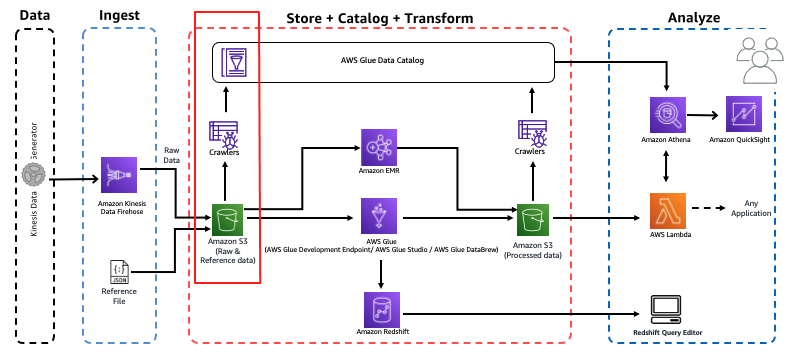 Data
Ingest
Store + Catalog + Transform
Analyze
Kinesis Data Generator
Raw
Data
Amazon Kinesis
Data Firehose
JSON
Reference
File
AWS Glue Data Catalog
Crawlers
Crawlers
Amazon S3
(Raw &
Reference data)
Amazon EMR
AWS Glue
(AWS Glue Development Endpoint/ AWS Glue Studio / AWS Glue DataBrew)
Amazon S3
(Processed data)
Amazon Redshift
Amazon Athena
Amazon QuickSight
AWS Lambda
Any
Application
Redshift Query Editor